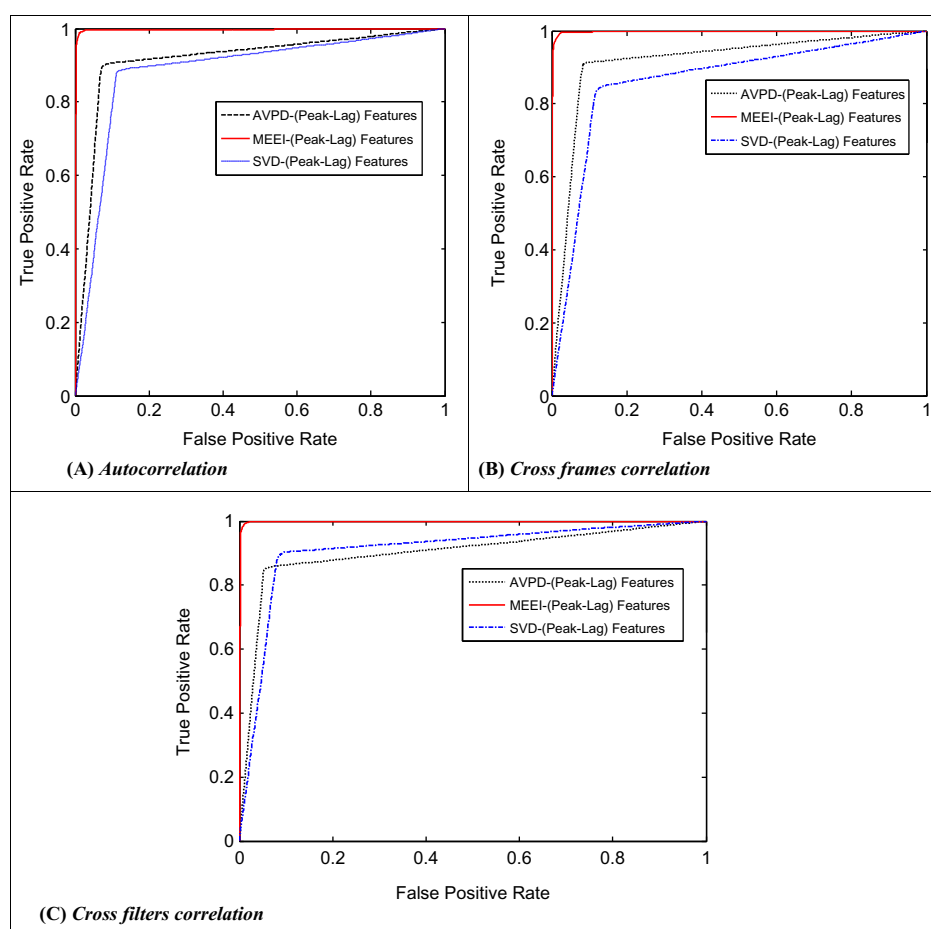 1
0.8
0.6
0.4
0.2
0
True Positive Rate
AVPD-(Peak-Lag) Features
MEEI-(Peak-Lag) Features
SVD-(Peak-Lag) Features
0 0.2 0.4 0.6 0.8 1
False Positive Rate
(A) Autocorrelation
1
0.8
0.6
0.4
0.2
0
True Positive Rate
AVPD-(Peak-Lag) Features
MEEI-(Peak-Lag) Features
SVD-(Peak-Lag) Features
0 0.2 0.4 0.6 0.8 1
False Positive Rate
(B) Cross frames correlation
1
0.8
0.6
0.4
0.2
0
True Positive Rate
AVPD-(Peak-Lag) Features
MEEI-(Peak-Lag) Features
SVD-(Peak-Lag) Features
0 0.2 0.4 0.6 0.8 1
False Positive Rate
(C) Cross filters correlation